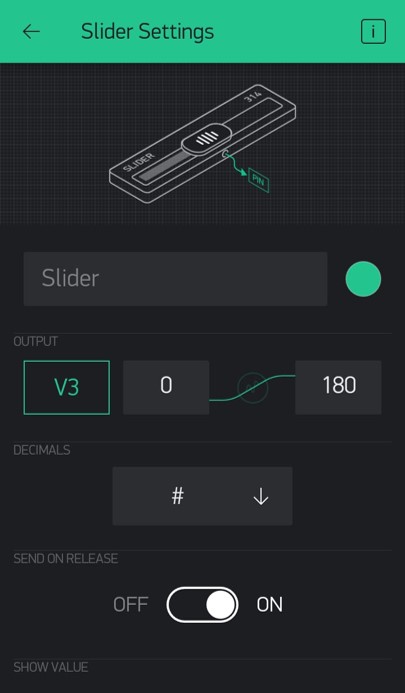 Slider Settings
i
314
SLIDER
PIN
Slider
OUTPUT
V3 0 180
DECIMALS
#
SEND ON RELEASE
OFF ON
SHOW VALUE